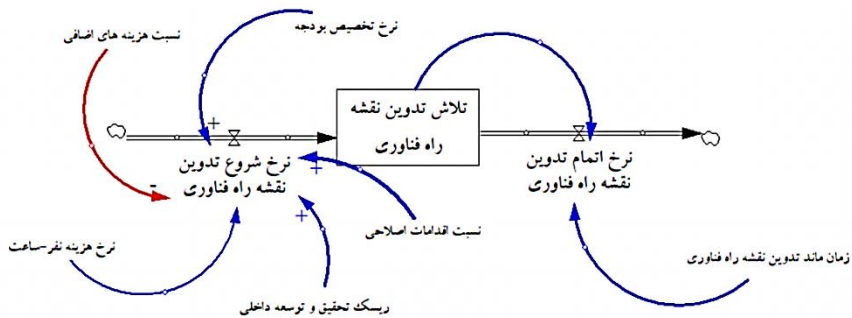 نرخ تخصیص بودجه
نسبت هزینه های اضافی
تلاش تدوین نقشه
راه فناوری
+
نرخ شروع تدوین
نقشه راه فناوری
نرخ اتمام تدوین
نقشه راه فناوری
+
-
+
نسبت اقدامات اصلاحی
نرخ هزینه نفر-ساعت
زمان ماند تدوین نقشه راه فناوری
ریسک تحقیق و توسعه داخلی